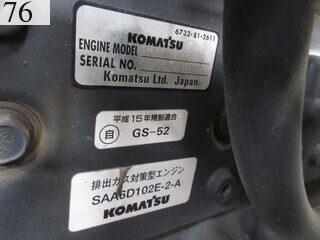 76
KOMATSU
6732-81-2611
ENGINE MODEL
SERIAL NO.
Komatsu Ltd. Japan
平成15年規制適合
自 GS-52
排出ガス対策型エンジン
SAA6D102E-2-A
KOMATSU